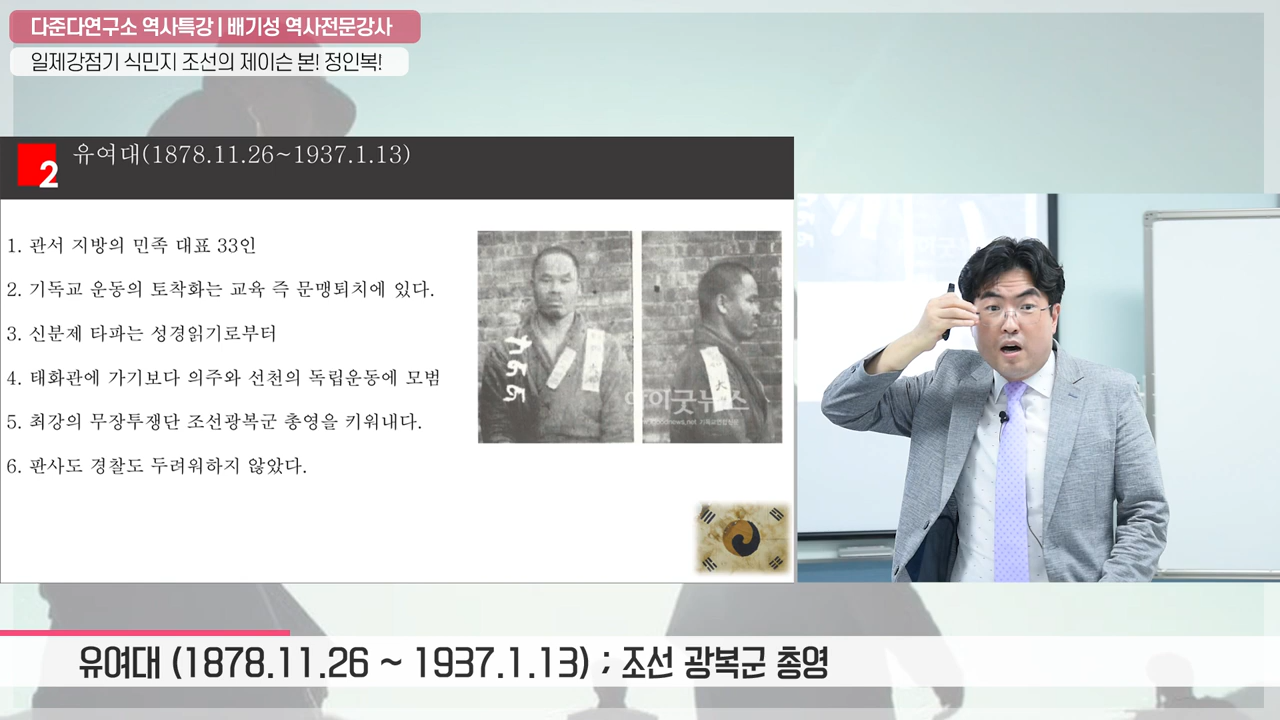 다준다연구소 역사특강 | 배기성 역사전문강사
일제강점기 식민지 조선의 제이슨 본! 정인복!
2
유여대(1878.11.26~1937.1.13)
1. 관서 지방의 민족 대표 33인
2. 기독교 운동의 토착화는 교육 즉 문맹퇴치에 있다.
3. 신분제 타파는 성경읽기로부터
4. 태화관에 가기보다 의주와 선천의 독립운동에 모범
5. 최강의 무장투쟁단 조선광복군 총영을 키워내다.
6. 판사도 경찰도 두려워하지 않았다.
아이굿뉴스
유여대 (1878.11.26 ~ 1937.1.13) ; 조선 광복군 총영